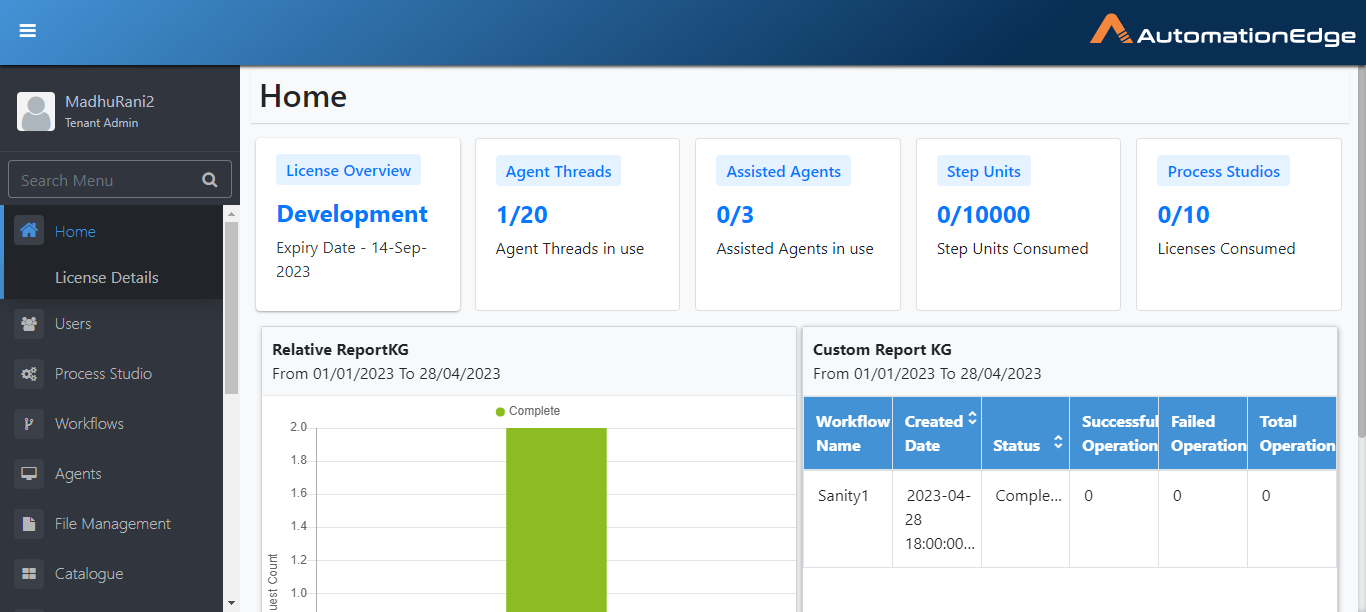 AutomationEdge
MadhuRani2
Tenant Admin
Search Menu
Home
License Details
Users
Process Studio
Workflows
Agents
File Management
Catalogue
Home
License Overview
Development
Expiry Date - 14-Sep-
2023
Agent Threads
1/20
Agent Threads in use
Assisted Agents
0/3
Assisted Agents in use
Step Units
0/10000
Step Units Consumed
Process Studios
0/10
Licenses Consumed
Relative ReportKG
From 01/01/2023 To 28/04/2023
Complete
2.0
1.8
1.6
1.4
1.2
1.0
uest Count
Custom Report KG
From 01/01/2023 To 28/04/2023
Workflow
Name
Created
Date
Status
Successful
Operation
Failed
Operation
Total
Operation
Sanity1
2023-04-
28
18:00:00...
Comple...
0
0
0